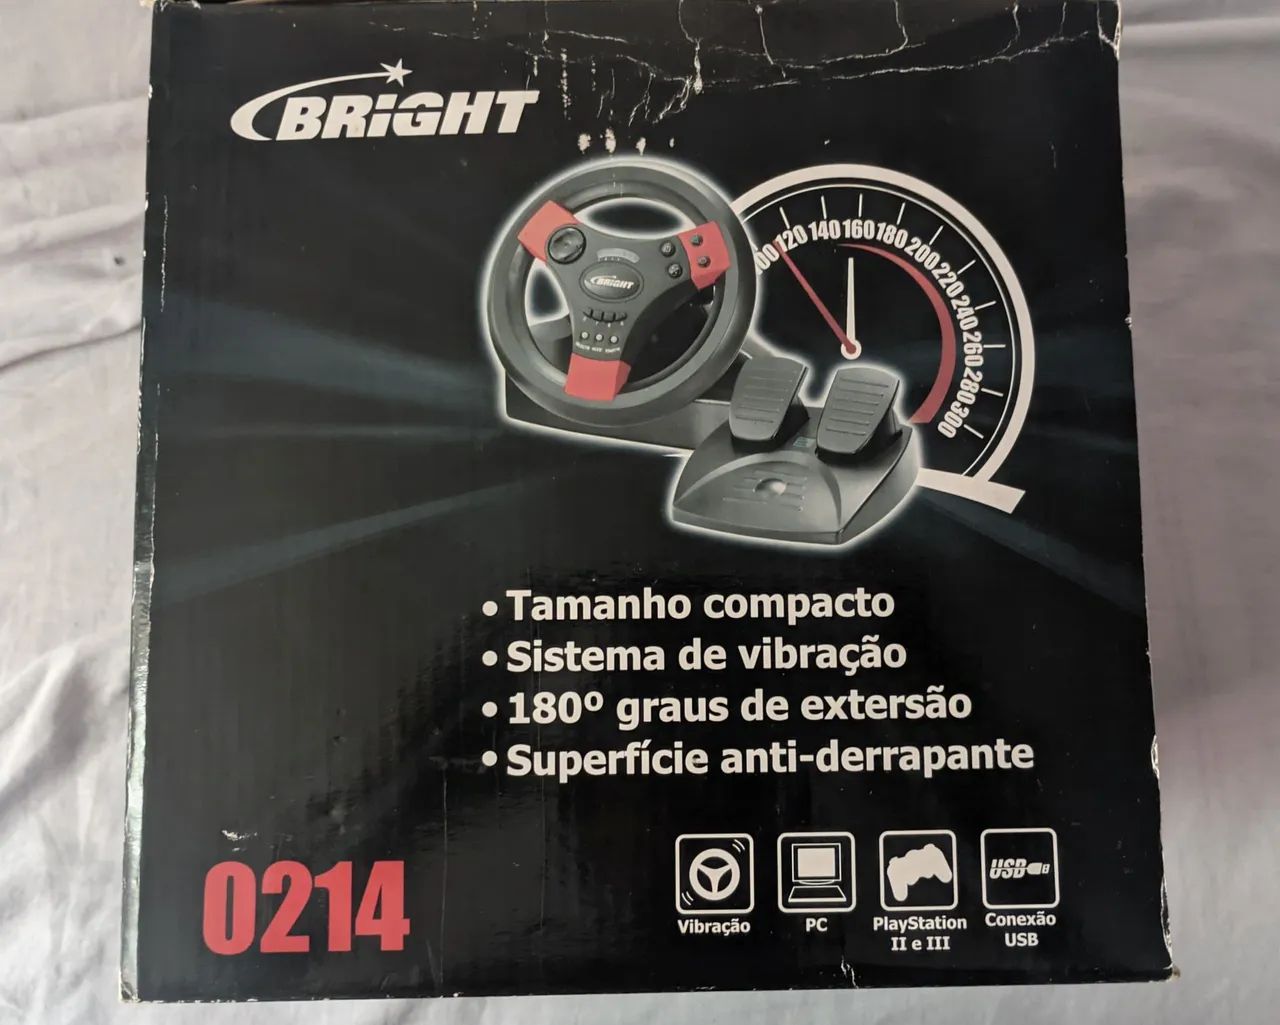 BRiGHT
BRiGHT
120 140 160 180 200 220 240 260 280 300
• Tamanho compacto
• Sistema de vibração
• 180º graus de extersão
• Superfície anti-derrapante
0214
Vibração
PC
PlayStation
II e III
USB
Conexão
USB